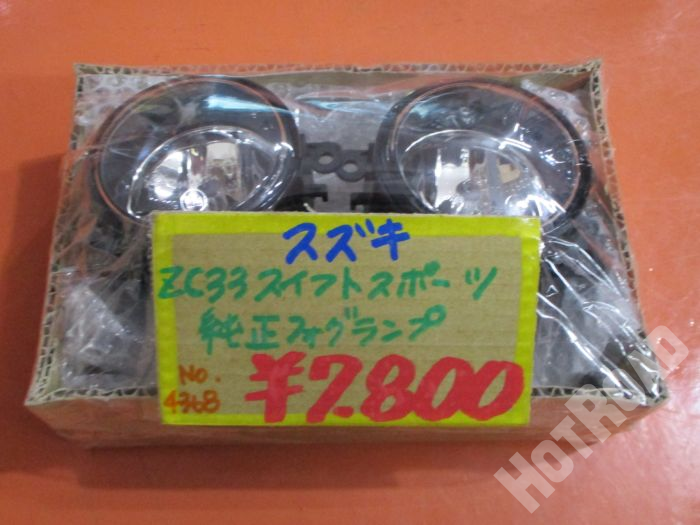 スズキ
ZC33スイフトスポーツ
純正フォグランプ
No.
4368
¥7.800
HOTROAD